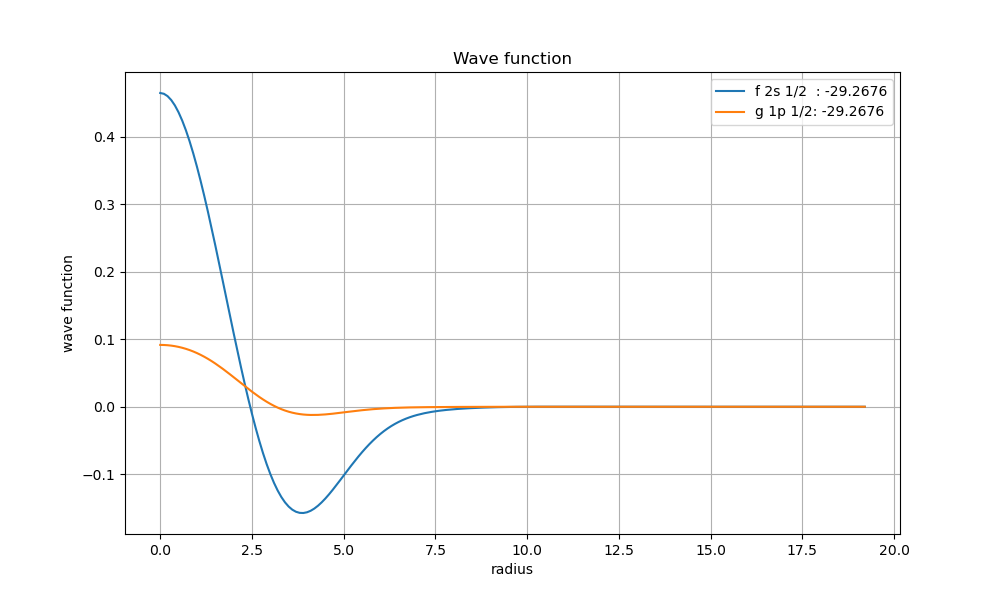 Wave function
f 2s 1/2  : -29.2676
g 1p 1/2: -29.2676
wave function
0.4
0.3
0.2
0.1
0.0
−0.1
0.0 2.5 5.0 7.5 10.0 12.5 15.0 17.5 20.0
radius